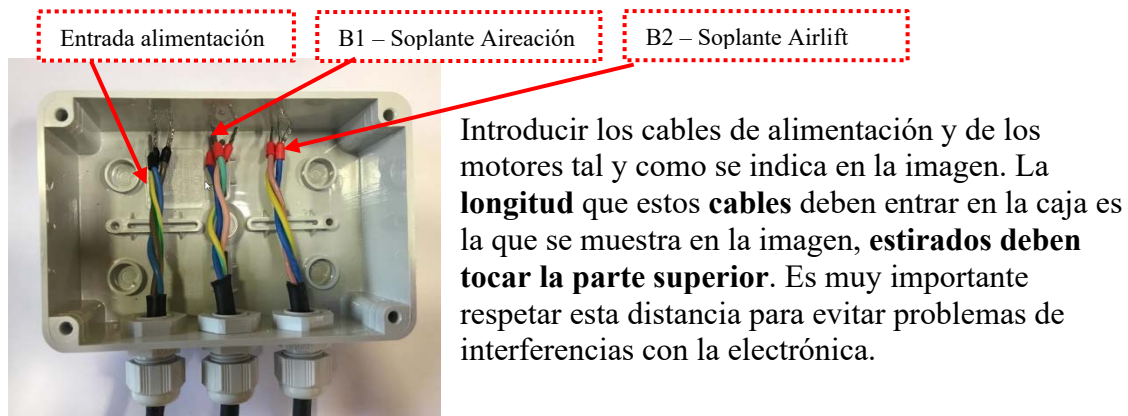 Entrada alimentación
B1 – Soplante Aireación
B2 – Soplante Airlift
Introducir los cables de alimentación y de los
motores tal y como se indica en la imagen. La
longitud que estos cables deben entrar en la caja es
la que se muestra en la imagen, estirados deben
tocar la parte superior. Es muy importante
respetar esta distancia para evitar problemas de
interferencias con la electrónica.